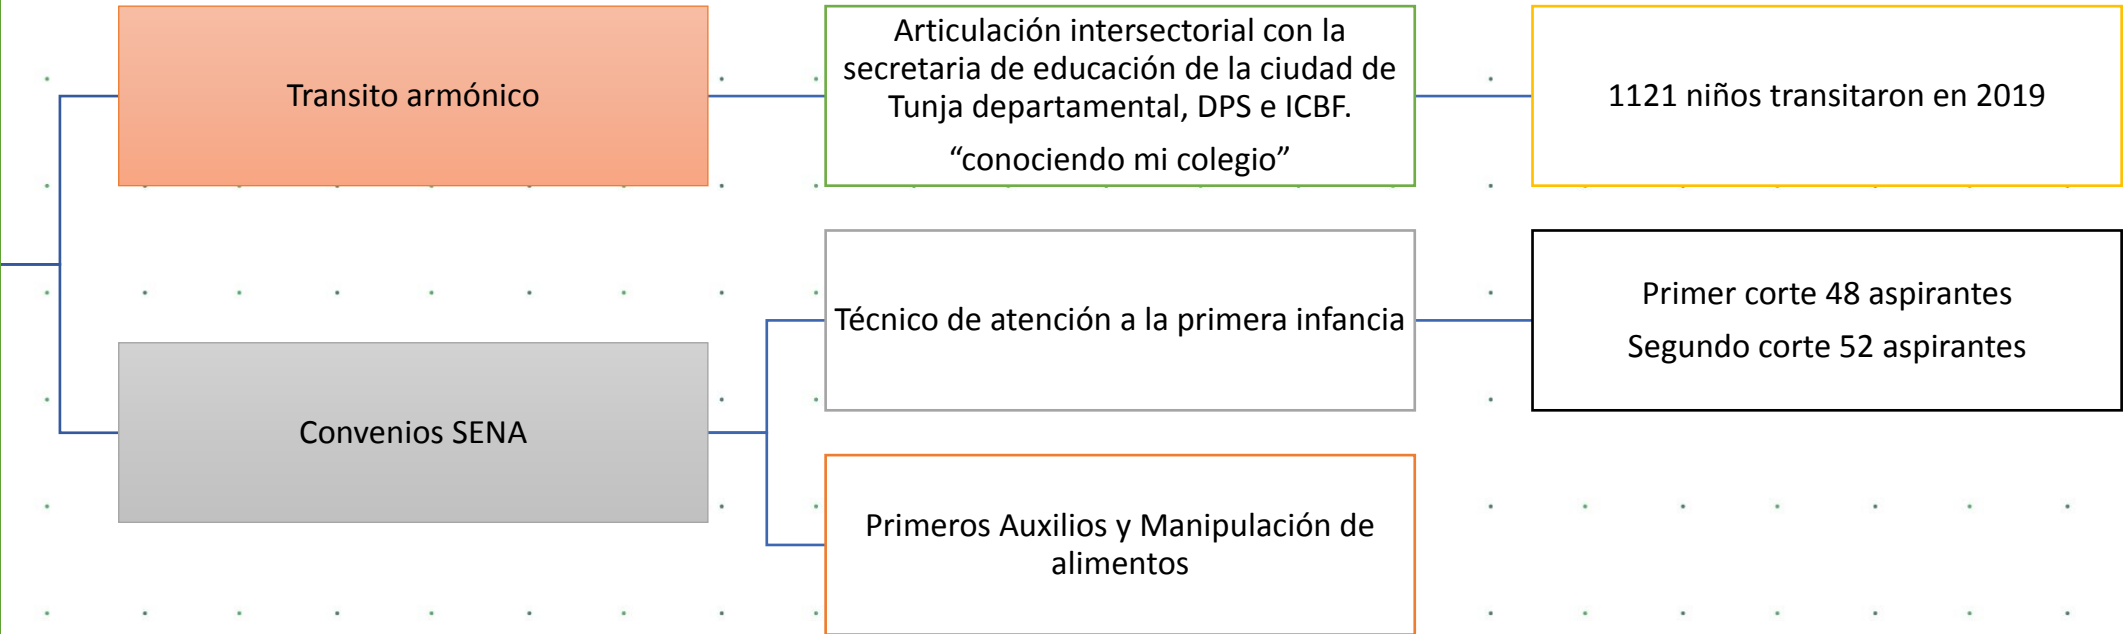 Transito armónico
Articulación intersectorial con la
secretaria de educación de la ciudad de
Tunja departamental, DPS e ICBF.
“conociendo mi colegio”
1121 niños transitaron en 2019
Convenios SENA
Técnico de atención a la primera infancia
Primer corte 48 aspirantes
Segundo corte 52 aspirantes
Primeros Auxilios y Manipulación de
alimentos